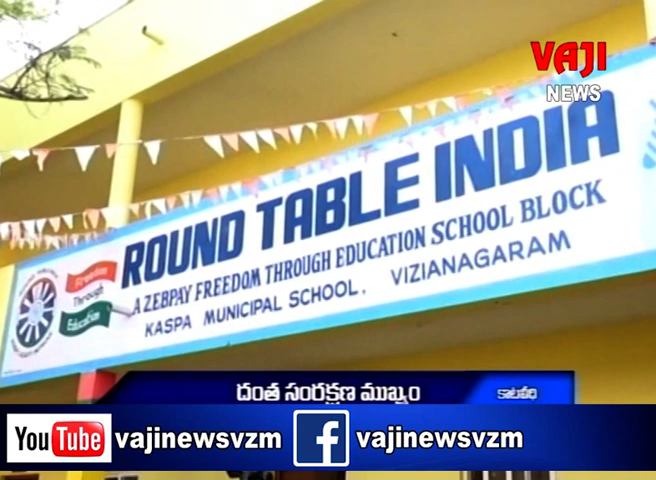 VAJI
NEWS
ROUND TABLE INDIA
A ZEBPAY FREEDOM THROUGH EDUCATION SCHOOL BLOCK
KASPA MUNICIPAL SCHOOL, VIZIANAGARAM
Freedom
Through
Education
దంత సంరక్షణ ముఖ్యం
కాటవీధి
YouTube vajinewsvzm f vajinewsvzm